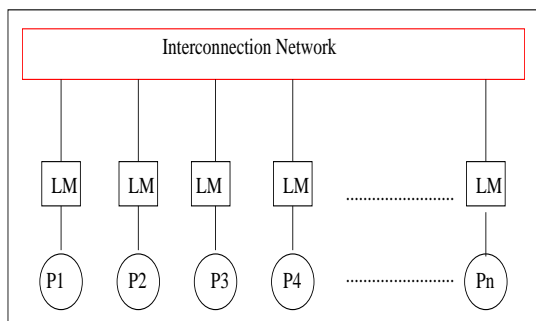 Interconnection Network
LM LM LM LM LM
P1 P2 P3 P4 Pn